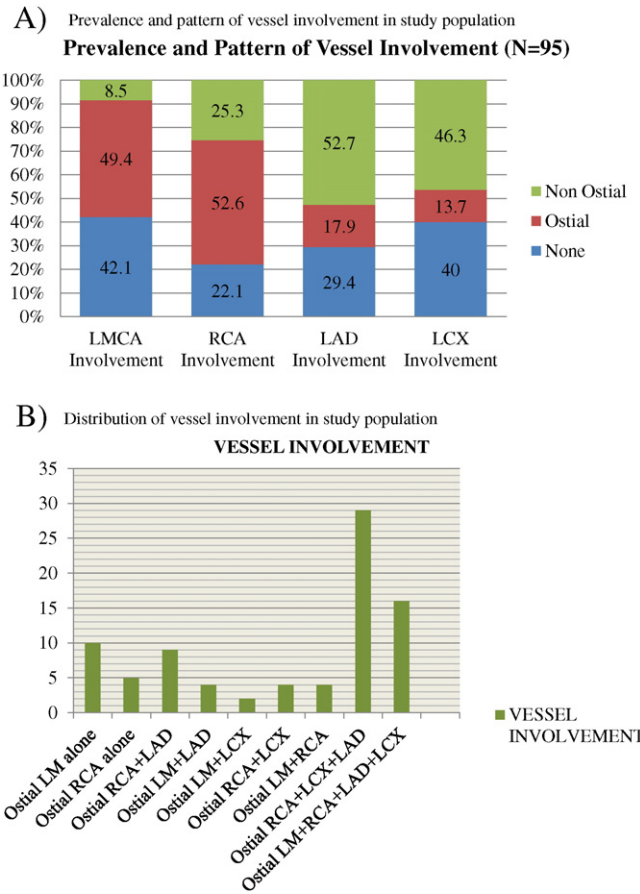 A) Prevalence and pattern of vessel involvement in study population
Prevalence and Pattern of Vessel Involvement (N=95)
100%
90%
80%
70%
60%
50%
40%
30%
20%
10%
0%
8.5
49.4
42.1
25.3
52.6
22.1
52.7
17.9
29.4
46.3
13.7
40
Non Ostial
Ostial
None
LMCA
Involvement
RCA
Involvement
LAD
Involvement
LCX
Involvement
B) Distribution of vessel involvement in study population
VESSEL INVOLVEMENT
35
30
25
20
15
10
5
0
Ostial LM alone
Ostial RCA alone
Ostial RCA+LAD
Ostial LM+LAD
Ostial LM+LCX
Ostial RCA+LCX
Ostial LM+RCA
Ostial RCA+LCX+LAD
Ostial LM+RCA+LAD+LCX
VESSEL
INVOLVEMENT